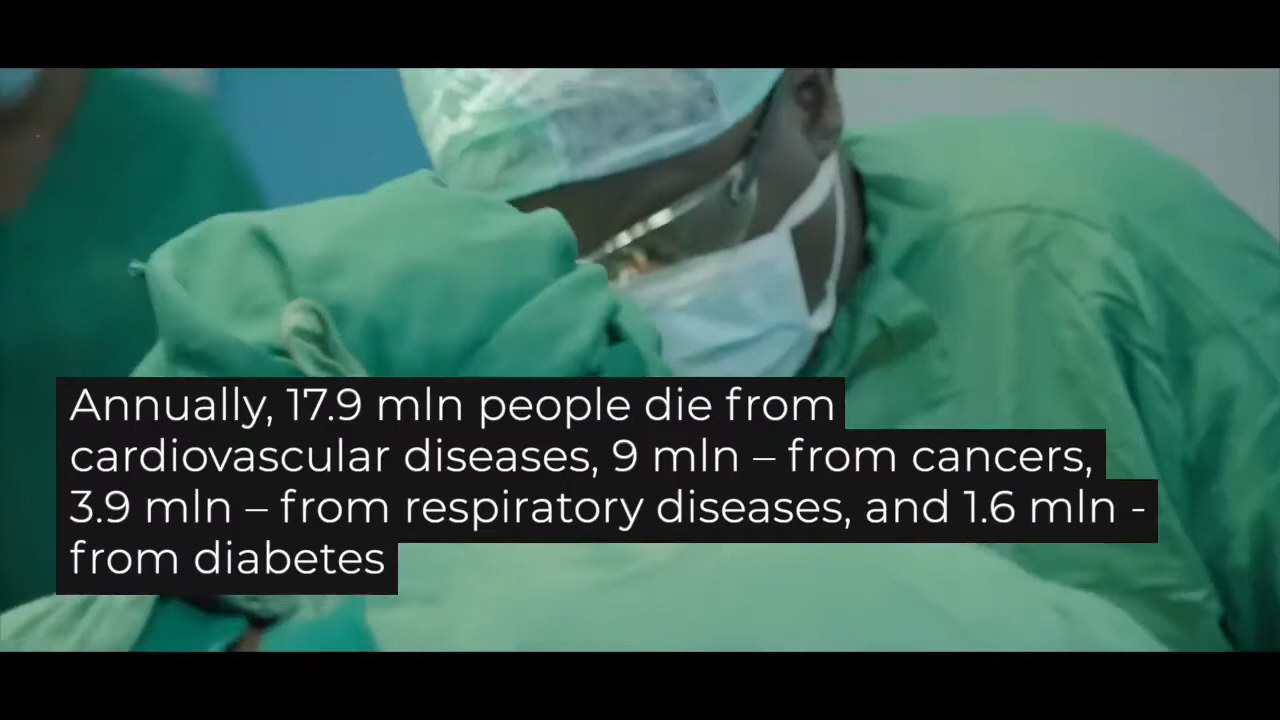 Annually, 17.9 mln people die from
cardiovascular diseases, 9 mln – from cancers,
3.9 mln – from respiratory diseases, and 1.6 mln -
from diabetes